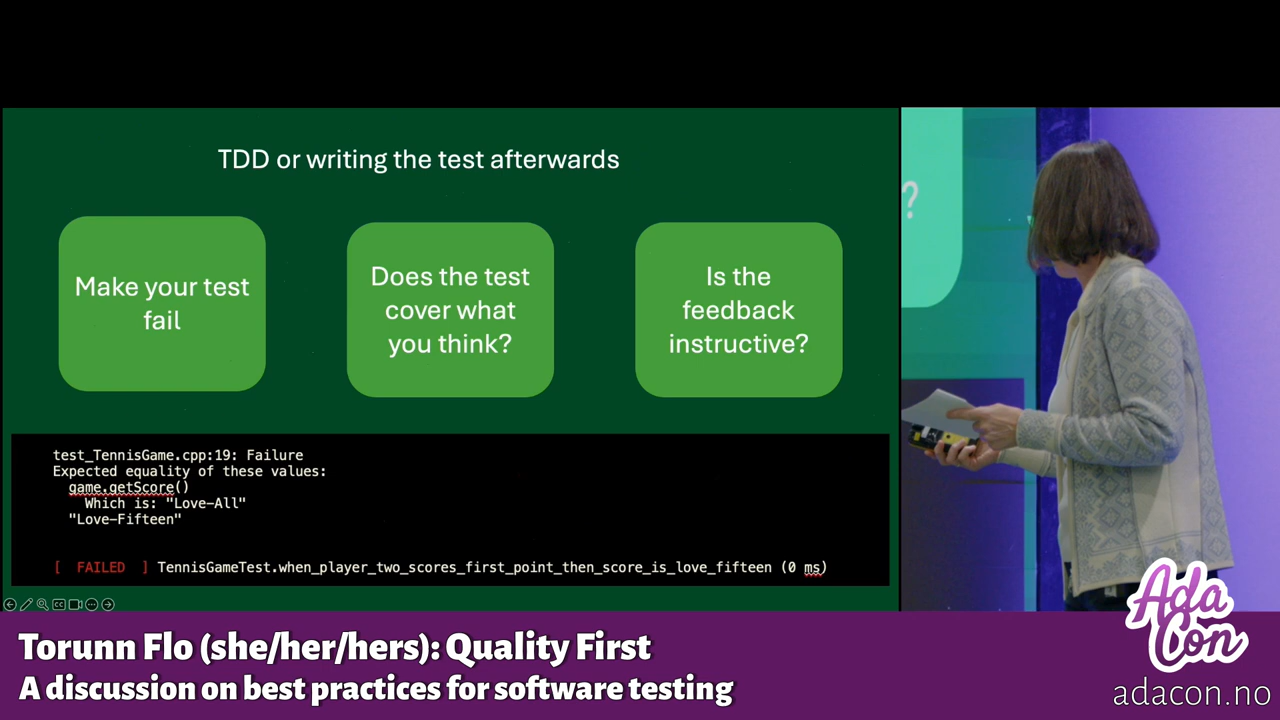 TDD or writing the test afterwards
Make your test
fail
Does the test
cover what
you think?
Is the
feedback
instructive?
?
test_TennisGame.cpp:19: Failure
Expected equality of these values:
game.getScore()
Which is: "Love-All"
"Love-Fifteen"
[ FAILED ] TennisGameTest.when_player_two_scores_first_point_then_score_is_love_fifteen (0 ms)
Torunn Flo (she/her/hers): Quality First
A discussion on best practices for software testing
Ada
Con
adacon.no